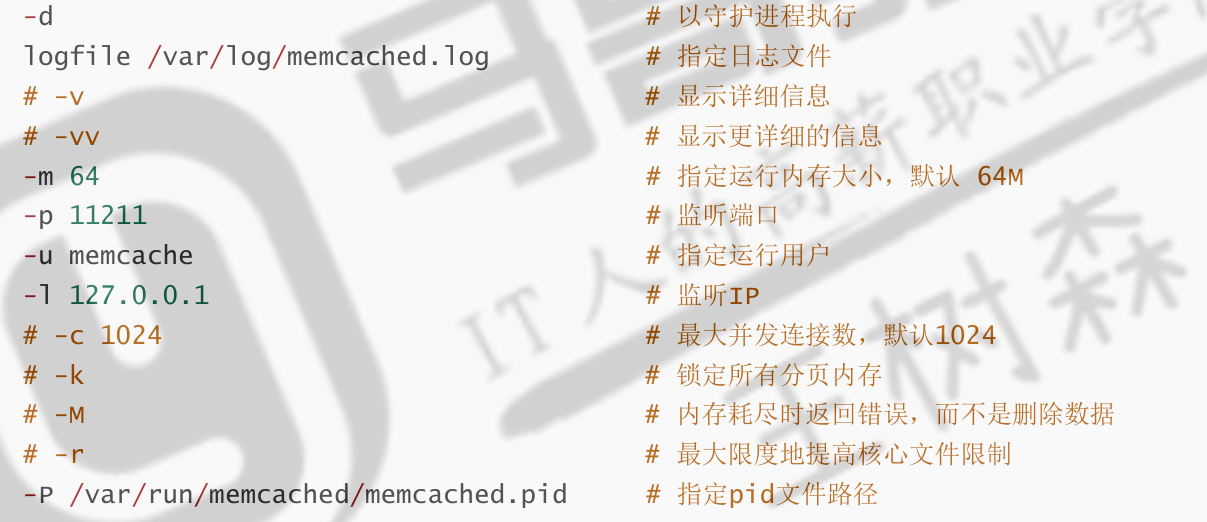 -d # 以守护进程执行
logfile /var/log/memcached.log # 指定日志文件
# -v # 显示详细信息
# -vv # 显示更详细的信息
-m 64 # 指定运行内存大小，默认 64M
-p 11211 # 监听端口
-u memcache # 指定运行用户
-l 127.0.0.1 # 监听IP
# -c 1024 # 最大并发连接数，默认1024
# -k # 锁定所有分页内存
# -M # 内存耗尽时返回错误，而不是删除数据
# -r # 最大限度地提高核心文件限制
-P /var/run/memcached/memcached.pid # 指定pid文件路径
IT人的高薪职业学
王树森